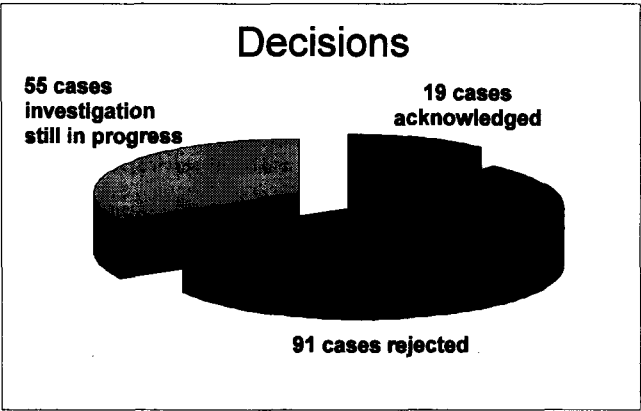 Decisions
55 cases
investigation
still in progress
19 cases
acknowledged
91 cases rejected